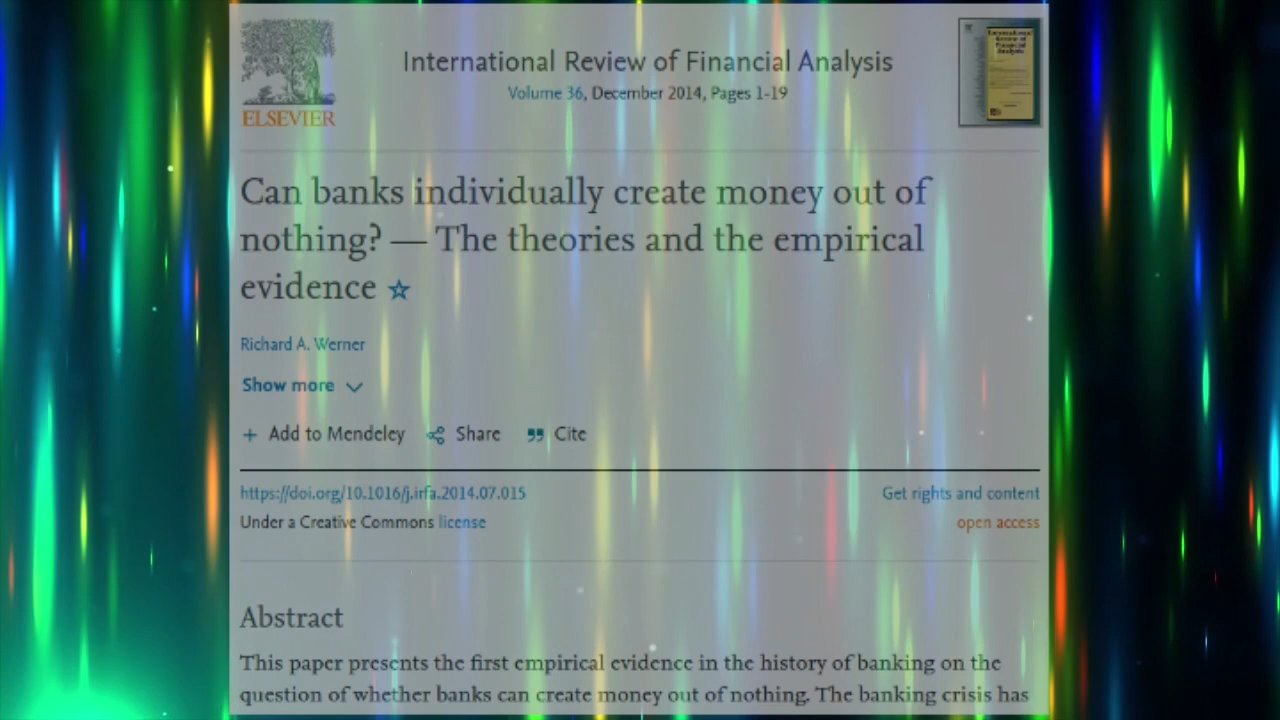 ELSEVIER
International Review of Financial Analysis
Volume 36, December 2014, Pages 1-19
Can banks individually create money out of
nothing? — The theories and the empirical
evidence
Richard A. Werner
Show more
Add to Mendeley Share Cite
https://doi.org/10.1016/j.irfa.2014.07.015
Get rights and content
Under a Creative Commons license
open access
Abstract
This paper presents the first empirical evidence in the history of banking on the
question of whether banks can create money out of nothing. The banking crisis has